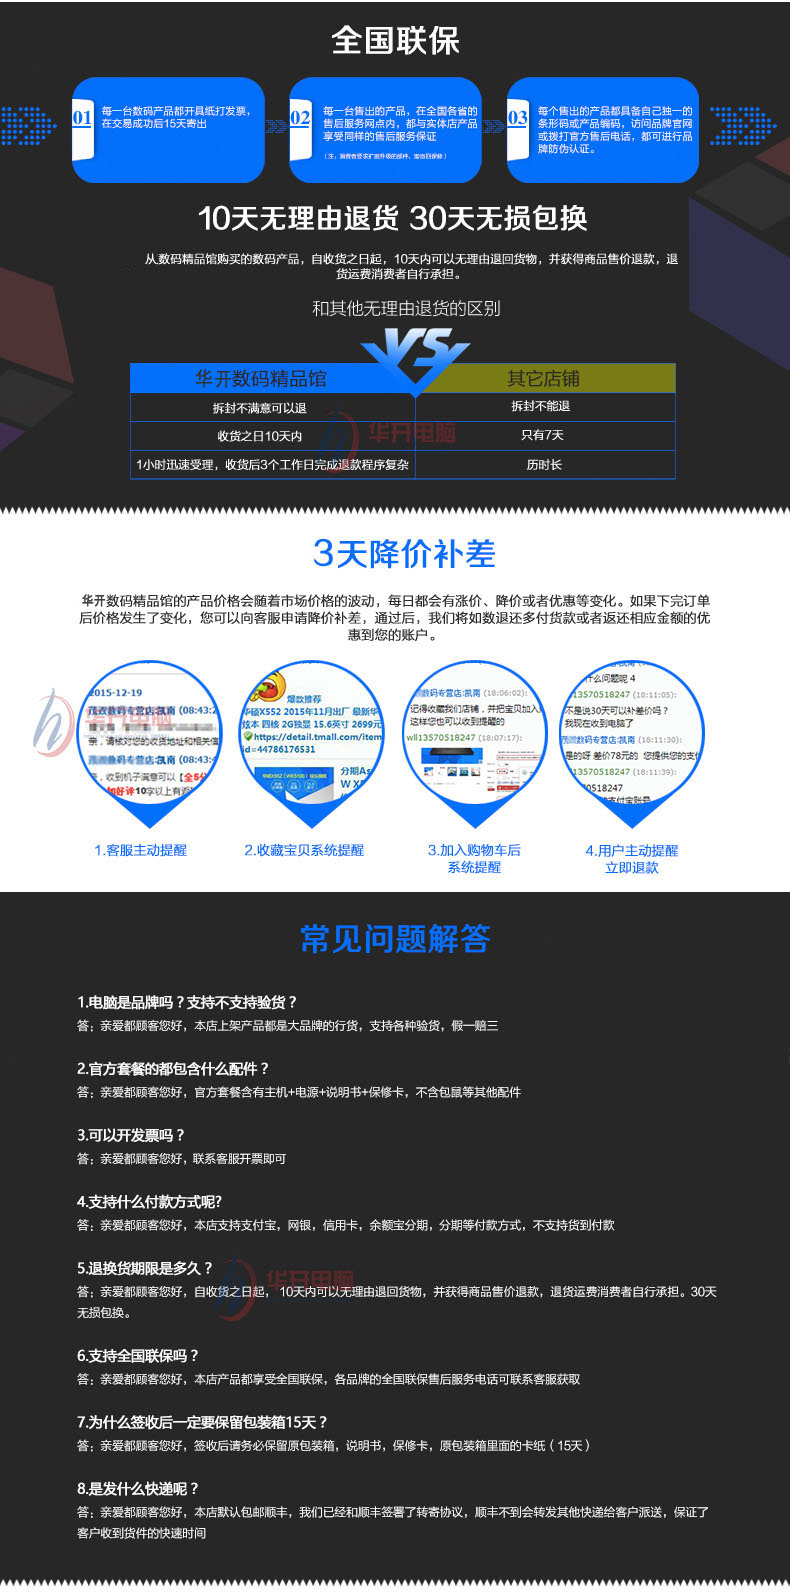 全国联保
01
每一台数码产品都开具纸打发票，
在交易成功后15天寄出
02
每一台售出的产品，在全国各省的
售后服务网点内，都与实体店产品
享受同样的售后服务保证
03
每个售出的产品都具备自己独一的
条形码或产品编码，访问品牌官网
或拨打官方售后电话，都可进行品
牌防伪认证。
10天无理由退货 30天无损包换
从数码精品馆购买的数码产品，自收货之日起，10天内可以无理由退回货物，并获得商品售价退款，退
货运费消费者自行承担。
和其他无理由退货的区别
VS
华开数码精品馆
其它店铺
拆封不满意可以退
拆封不能退
收货之日10天内
只有7天
1小时迅速受理，收货后3个工作日完成退款程序复杂
历时长
华开电脑
3天降价补差
华开数码精品馆的产品价格会随着市场价格的波动，每日都会有涨价、降价或者优惠等变化。如果下完订单
后价格发生了变化，您可以向客服申请降价补差，通过后，我们将如数退还多付货款或者返还相应金额的优
惠到您的账户。
2015-12-19
数码专营店:凯南 (08:43:2
亲，请核对您的收货地址和相关信
数码专营店:凯南 (08:43:
，收到机子满意可以【全5分
加好评10字以上有返
华开电脑
爆款推荐
华硕X552 2015年11月出厂 最新华
炫本 四核 2G独显 15.6英寸 2699元
https://detail.tmall.com/item
id=44786176531
分期As
W X5
数码专营店:凯南 (18:06:02):
记得收藏我们店铺，并把宝贝加入
这样您也可以收到提醒的
wll13570518247 (18:07:17):
什么问题呢 4
13570518247 (18:11:05):
不是说30天可以补差价吗？
我现在收到电脑了
数码专营店:凯南 (18:11:30):
是的呀 差价78元的 您提供您的支
13570518247 (18:11:39):
70518247
支付宝账号
1.客服主动提醒
2.收藏宝贝系统提醒
3.加入购物车后
系统提醒
4.用户主动提醒
立即退款
常见问题解答
1.电脑是品牌吗？支持不支持验货？
答：亲爱都顾客您好，本店上架产品都是大品牌的行货，支持各种验货，假一赔三
2.官方套餐的都包含什么配件？
答：亲爱都顾客您好，官方套餐含有主机+电源+说明书+保修卡，不含包鼠等其他配件
3.可以开发票吗？
答：亲爱都顾客您好，联系客服开票即可
4.支持什么付款方式呢?
答：亲爱都顾客您好，本店支持支付宝，网银，信用卡，余额宝分期，分期等付款方式，不支持货到付款
5.退换货期限是多久？
答：亲爱都顾客您好，自收货之日起， 10天内可以无理由退回货物，并获得商品售价退款，退货运费消费者自行承担。30天
无损包换。
华开电脑
6.支持全国联保吗？
答：亲爱都顾客您好，本店产品都享受全国联保，各品牌的全国联保售后服务电话可联系客服获取
7.为什么签收后一定要保留包装箱15天？
答：亲爱都顾客您好，签收后请务必保留原包装箱，说明书，保修卡，原包装箱里面的卡纸（15天）
8.是发什么快递呢？
答：亲爱都顾客您好，本店默认包邮顺丰，我们已经和顺丰签署了转寄协议，顺丰不到会转发其他快递给客户派送，保证了
客户收到货件的快速时间